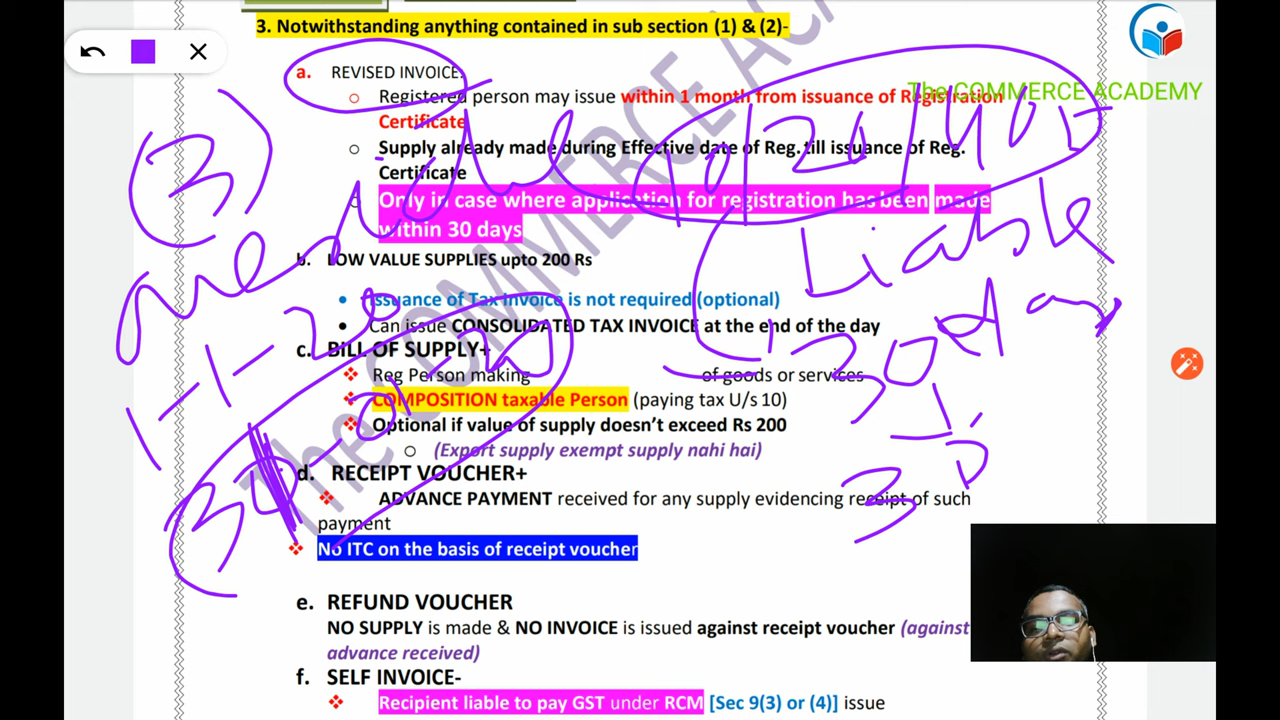 3. Notwithstanding anything contained in sub section (1) & (2)-
a. REVISED INVOICE:
The COMMERCE ACADEMY
o Registered person may issue within 1 month from issuance of Registration
Certificate
o Supply already made during Effective date of Reg. till issuance of Reg.
Certificate
o Only in case where application for registration has been made
within 30 days
(3)
10/20/40L
Liable
30 days
b. LOW VALUE SUPPLIES upto 200 Rs
• Issuance of Tax Invoice is not required (optional)
• Can issue CONSOLIDATED TAX INVOICE at the end of the day
c. BILL OF SUPPLY+
Reg Person making of goods or services
COMPOSITION taxable Person (paying tax U/s 10)
Optional if value of supply doesn't exceed Rs 200
o (Export supply exempt supply nahi hai)
d. RECEIPT VOUCHER+
ADVANCE PAYMENT received for any supply evidencing receipt of such
payment
No ITC on the basis of receipt voucher
e. REFUND VOUCHER
NO SUPPLY is made & NO INVOICE is issued against receipt voucher (against
advance received)
f. SELF INVOICE-
Recipient liable to pay GST under RCM [Sec 9(3) or (4)] issue